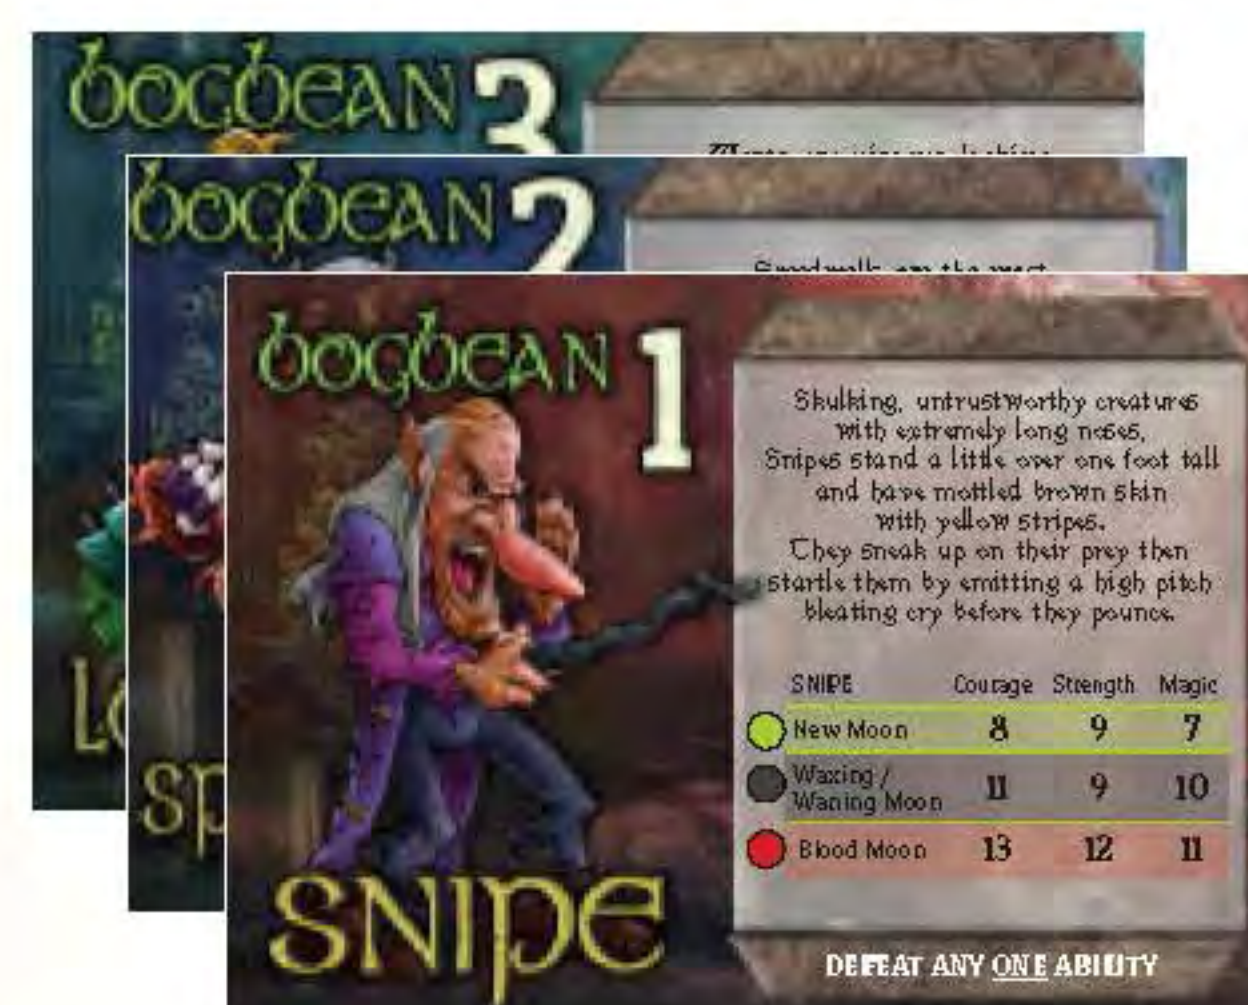 bogbean 3
bogbean 2
are the most
bogbean 1
Skulking, untrustworthy creatures
with extremely long noses.
Snipes stand a little over one foot tall
and have mottled brown skin
with yellow stripes.
They sneak up on their prey then
startle them by emitting a high pitch
bleating cry before they pounce.
SNIPE Courage Strength Magic
New Moon 8 9 7
Waxing /
Waning Moon 11 9 10
Blood Moon 13 12 11
SNIPE
DEFEAT ANY ONE ABILITY